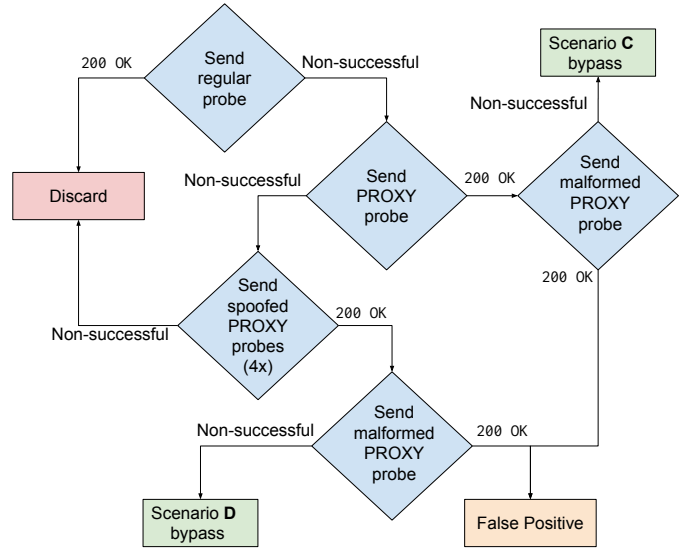 Scenario C
bypass
Send
regular
probe
200 OK
Non-successful
Non-successful
Send
malformed
PROXY
probe
Send
PROXY
probe
Non-successful
200 OK
Discard
200 OK
Send
spoofed
PROXY
probes
(4x)
200 OK
Non-successful
Send
malformed
PROXY
probe
Non-successful
200 OK
Scenario D
bypass
False Positive